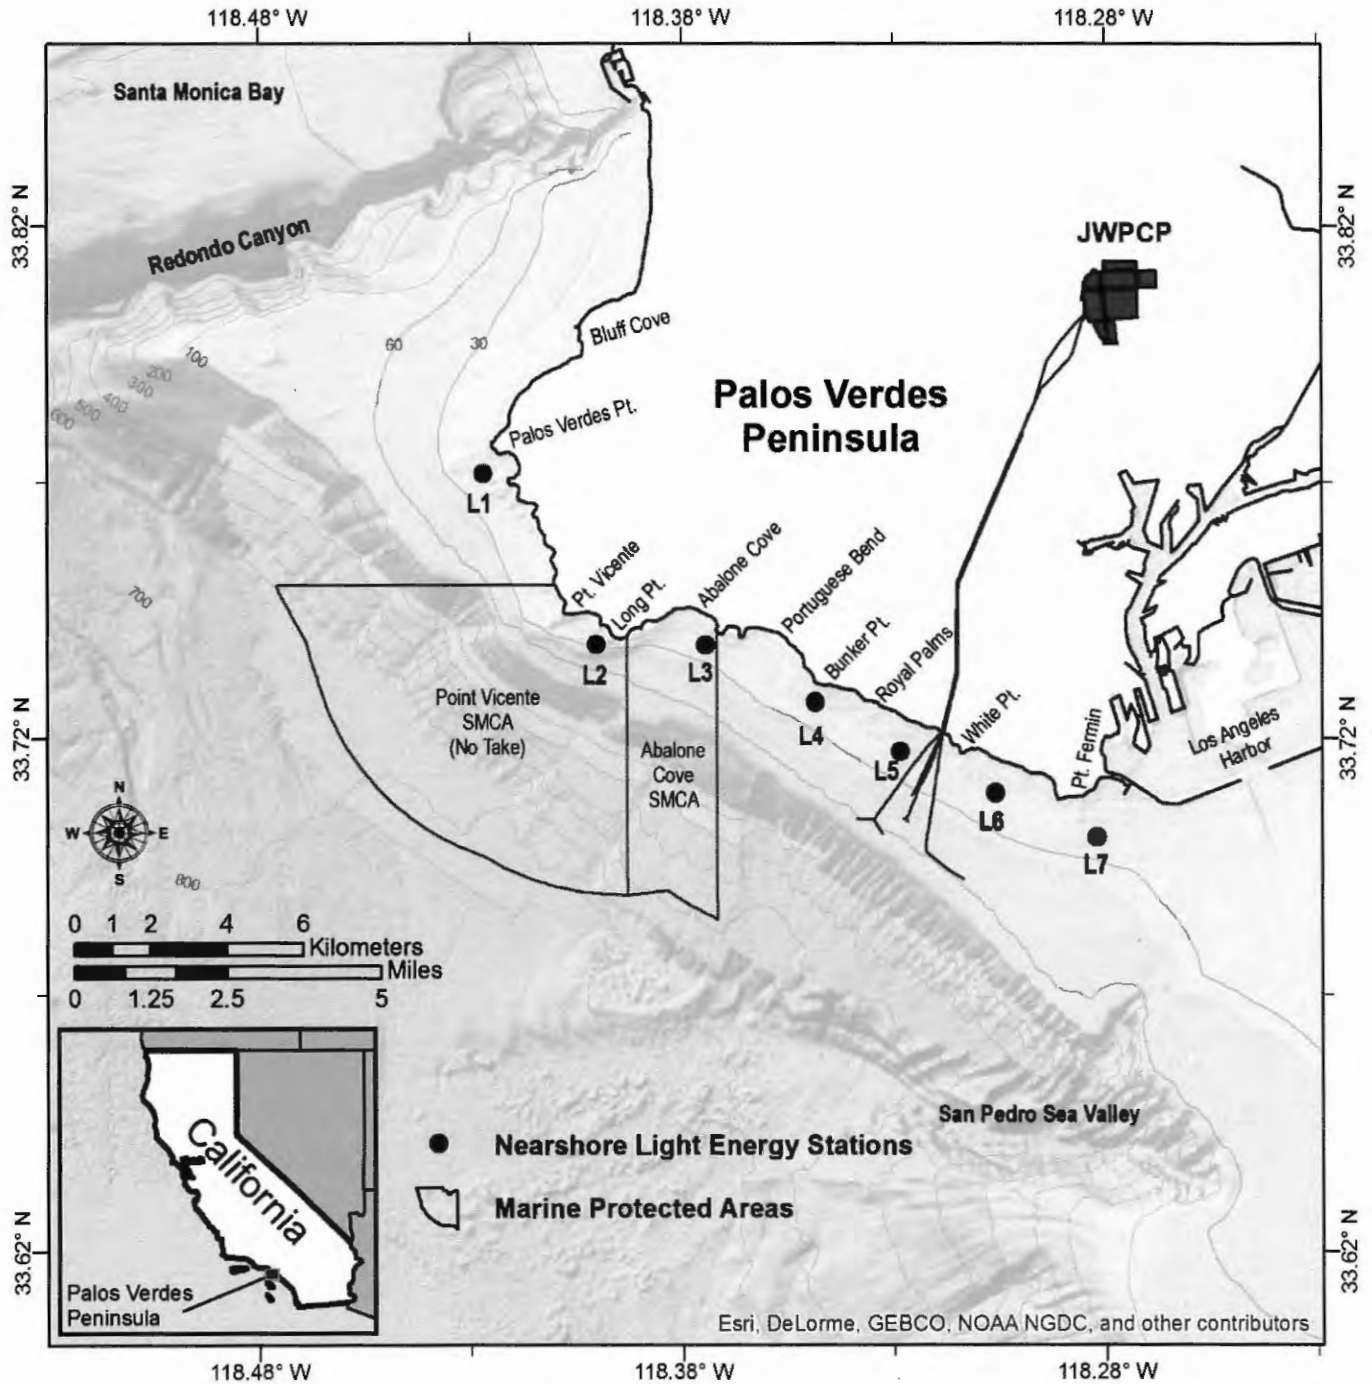 118.48° W
118.38° W
118.28° W
Santa Monica Bay
33.82° N
Redondo Canyon
JWPCP
33.82° N
Bluff Cove
60
30
100
200
300
400
500
600
Palos Verdes
Peninsula
Palos Verdes Pt.
L1
Pt. Vicente
Long Pt.
Abalone Cove
Portuguese Bend
Bunker Pt.
Royal Palms
White Pt.
Pt. Fermin
700
L2
L3
L4
L5
L6
L7
Point Vicente
SMCA
(No Take)
Abalone
Cove
SMCA
Los Angeles
Harbor
33.72° N
33.72° N
N
W
E
S
800
0 1 2 4 6
Kilometers
Miles
0 1.25 2.5 5
California
Palos Verdes
Peninsula
San Pedro Sea Valley
Nearshore Light Energy Stations
Marine Protected Areas
33.62° N
33.62° N
Esri, DeLorme, GEBCO, NOAA NGDC, and other contributors
118.48° W
118.38° W
118.28° W